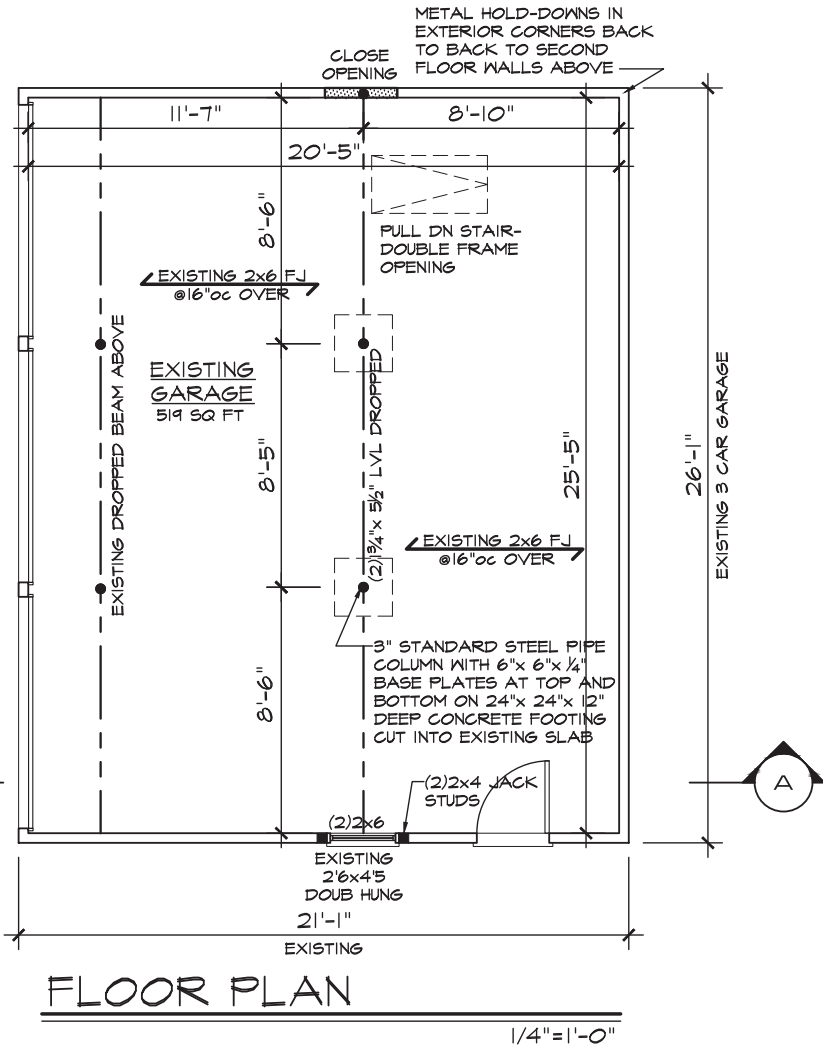 METAL HOLD-DOWNS IN
EXTERIOR CORNERS BACK
TO BACK TO SECOND
FLOOR WALLS ABOVE
CLOSE
OPENING
11'-7"
8'-10"
20'-5"
8'-6"
PULL DN STAIR-
DOUBLE FRAME
OPENING
EXISTING 2x6 FJ
@16"oc OVER
EXISTING DROPPED BEAM ABOVE
EXISTING
GARAGE
519 SQ FT
(2)1¾"x 5½" LVL DROPPED
8'-5"
25'-5"
26'-1"
EXISTING 3 CAR GARAGE
EXISTING 2x6 FJ
@16"oc OVER
8'-6"
3" STANDARD STEEL PIPE
COLUMN WITH 6"x 6"x ¼"
BASE PLATES AT TOP AND
BOTTOM ON 24"x 24"x 12"
DEEP CONCRETE FOOTING
CUT INTO EXISTING SLAB
A
(2)2x4 JACK
STUDS
(2)2x6
EXISTING
2'6x4'5
DOUB HUNG
21'-1"
EXISTING
FLOOR PLAN
1/4"=1'-0"